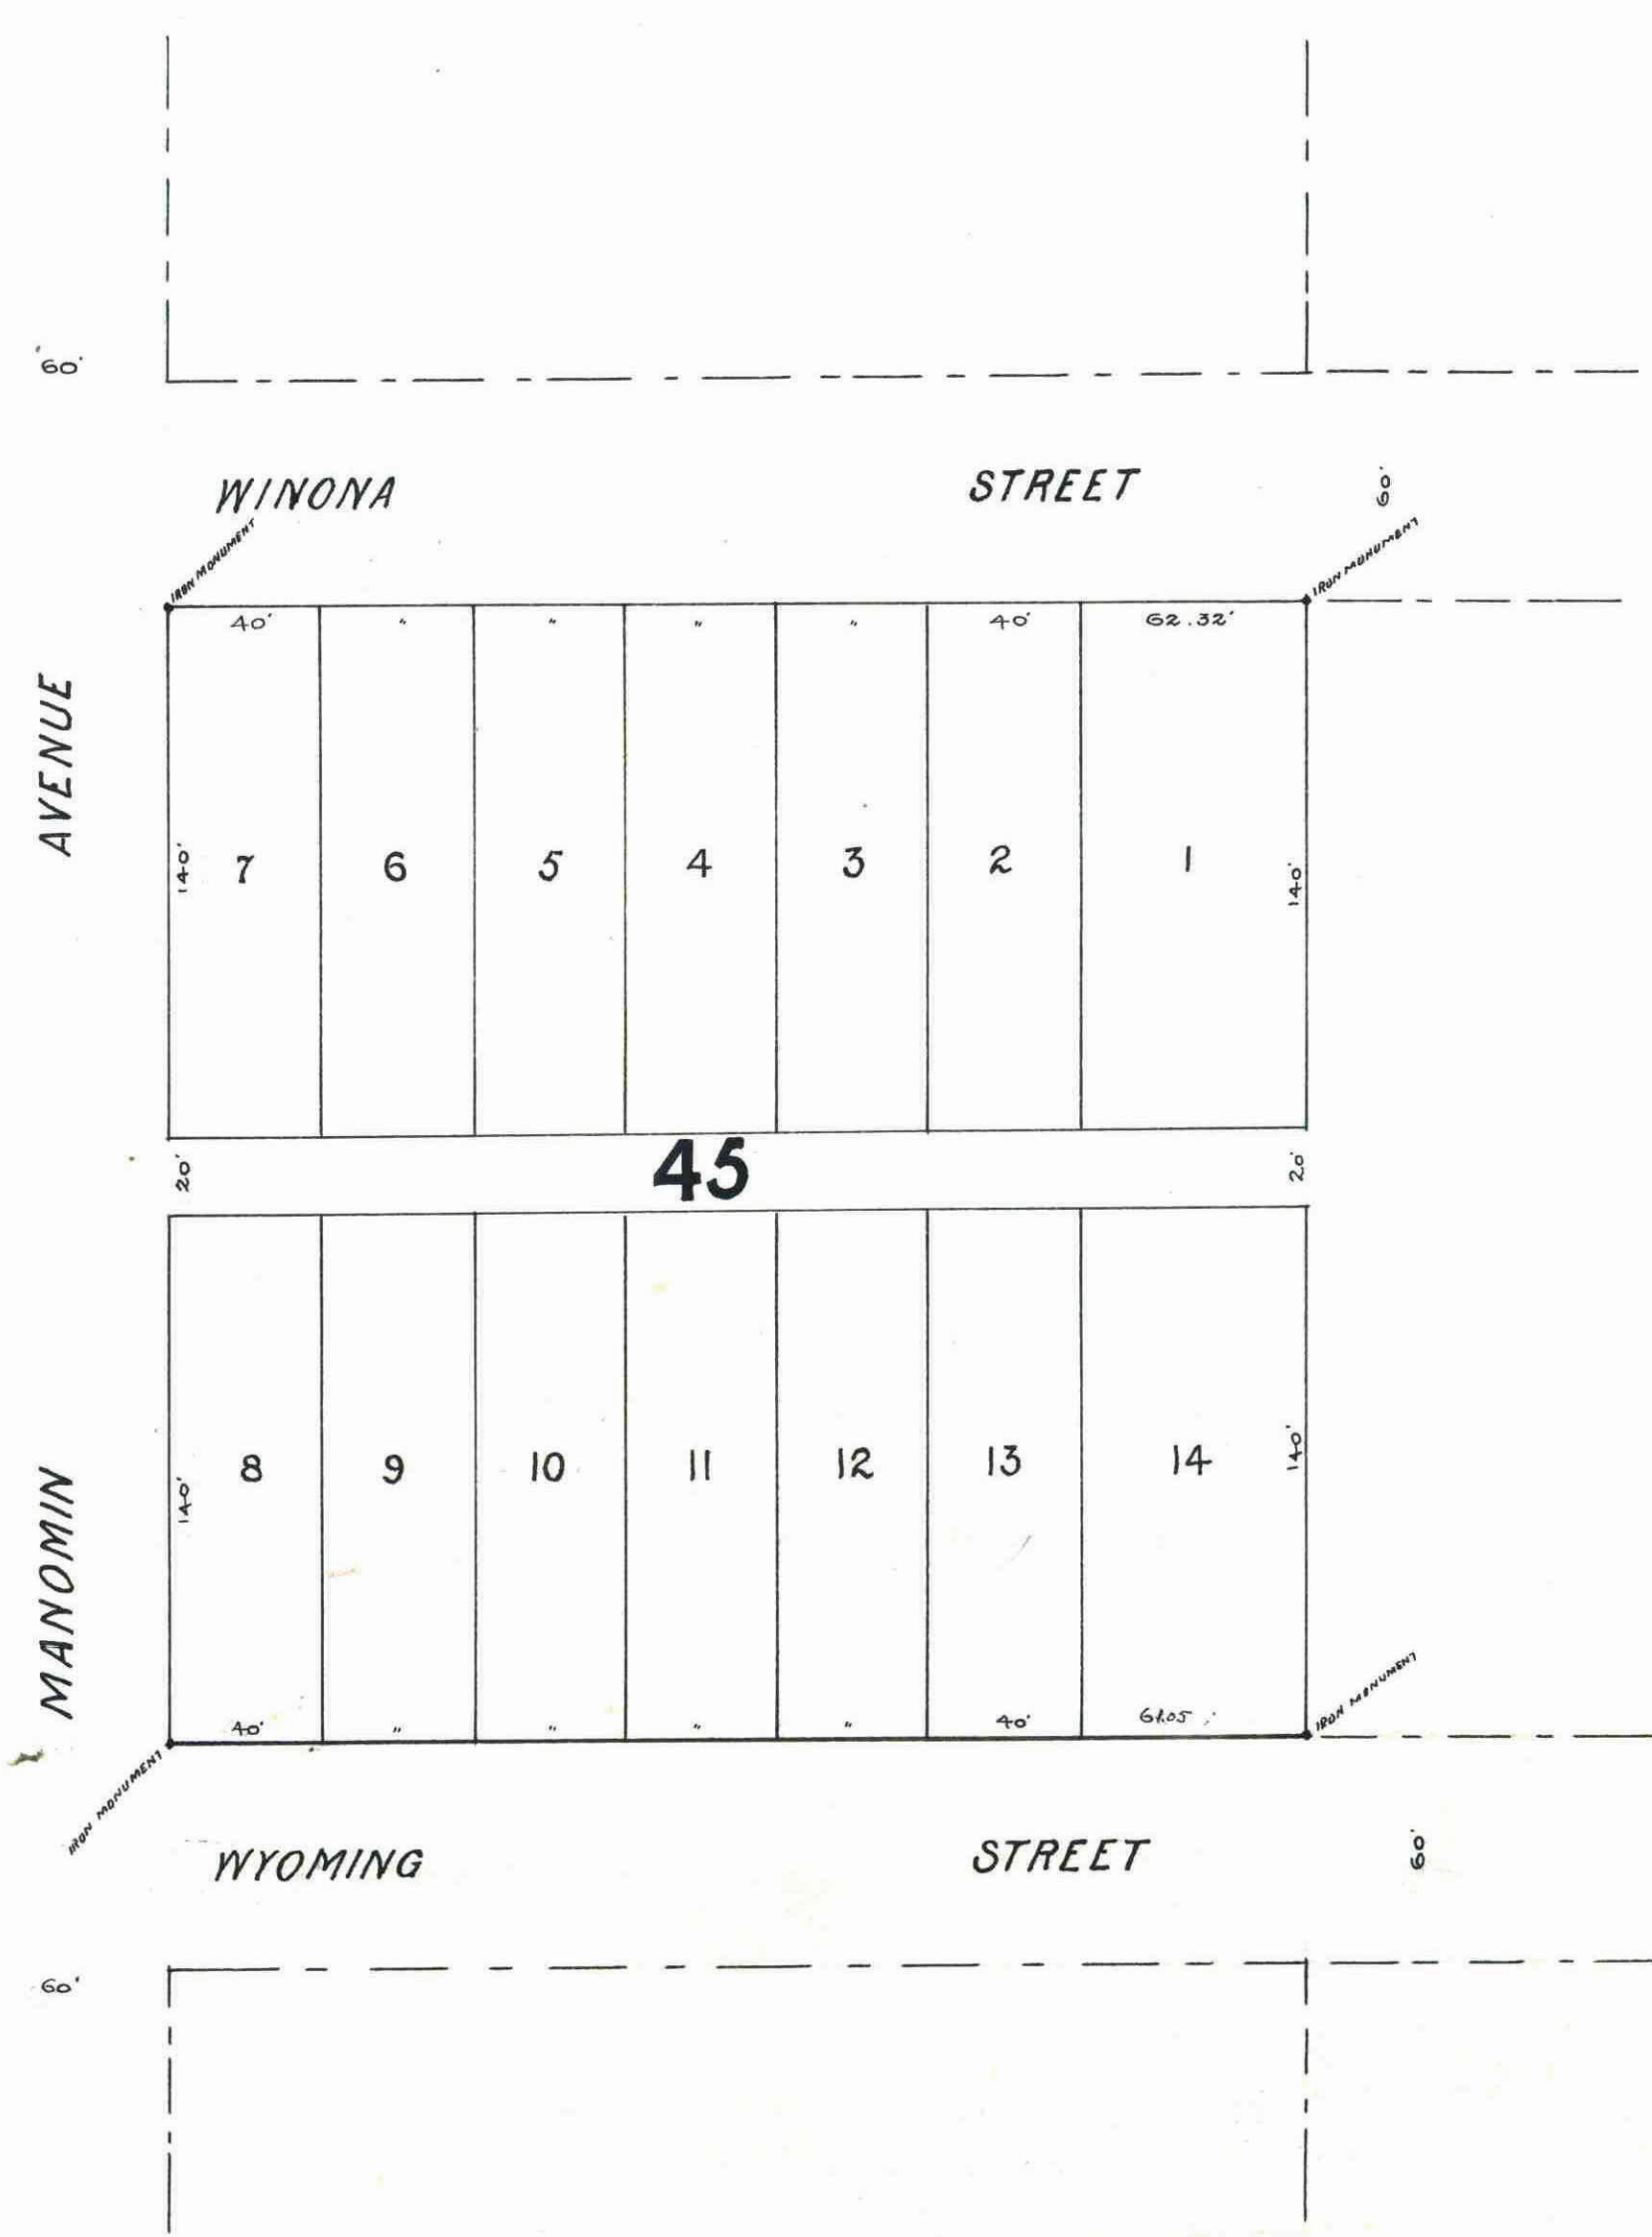 60'
WINONA STREET
60'
IRON MONUMENT
IRON MONUMENT
40' " " " " 40' 62.32'
AVENUE
140' 7 6 5 4 3 2 1 140'
20' 45 20'
140' 8 9 10 11 12 13 14 140'
MANOMIN
40' " " " " 40' 61.05'
IRON MONUMENT
IRON MONUMENT
WYOMING STREET
60'
60'